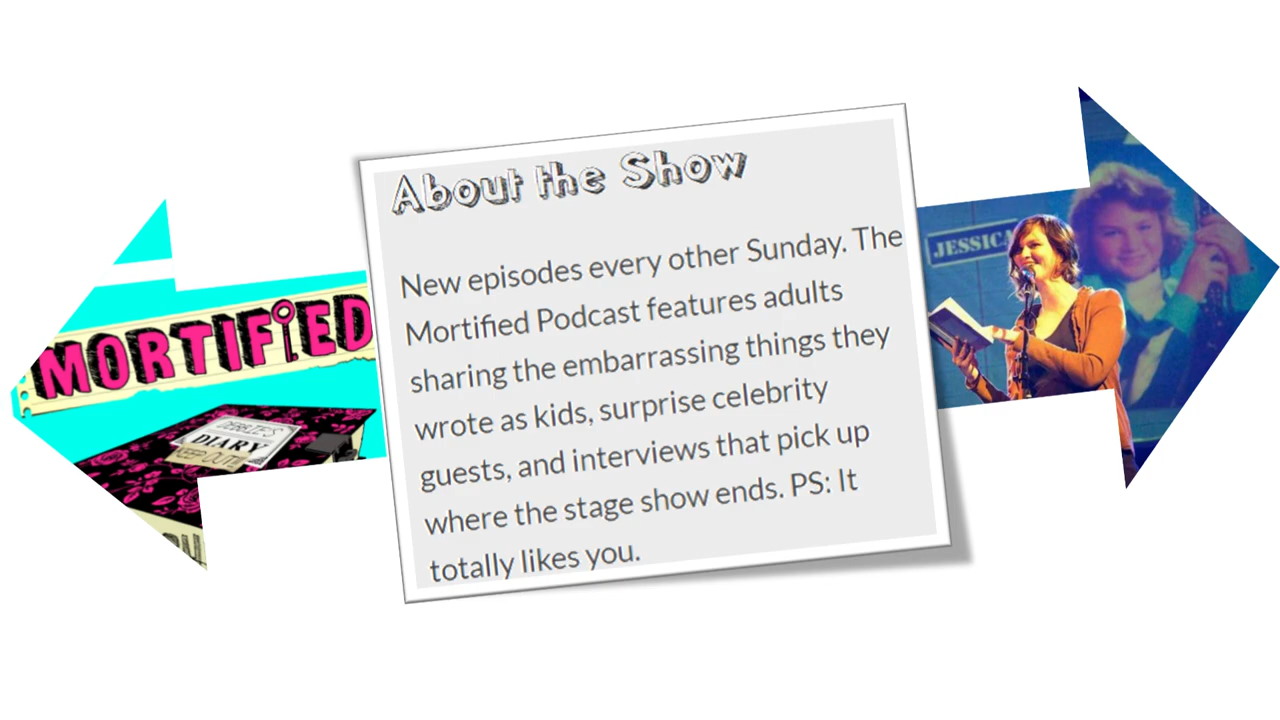 About the Show
New episodes every other Sunday. The
Mortified Podcast features adults
sharing the embarrassing things they
wrote as kids, surprise celebrity
guests, and interviews that pick up
where the stage show ends. PS: It
totally likes you.
MORTIFIED
DEBBIE'S
DIARY
KEEP OUT!
JESSICA